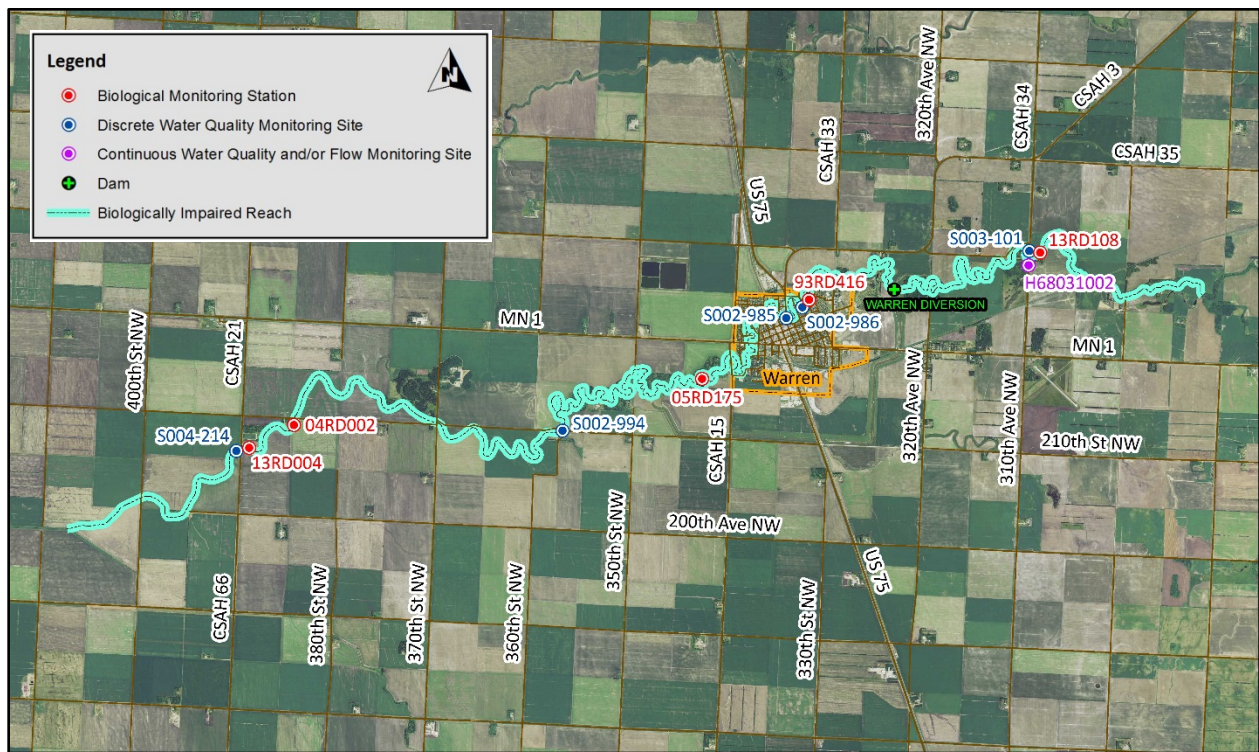 Legend
N
Biological Monitoring Station
Discrete Water Quality Monitoring Site
Continuous Water Quality and/or Flow Monitoring Site
Dam
Biologically Impaired Reach
320th Ave NW
CSAH 34
CSAH 3
CSAH 33
CSAH 35
US 75
S003-101
13RD108
93RD416
H68031002
WARREN DIVERSION
S002-985
S002-986
MN 1
MN 1
400th St NW
CSAH 21
Warren
05RD175
04RD002
S002-994
S004-214
13RD004
CSAH 15
320th Ave NW
310th Ave NW
210th St NW
350th St NW
200th Ave NW
US 75
CSAH 66
380th St NW
370th St NW
360th St NW
330th St NW